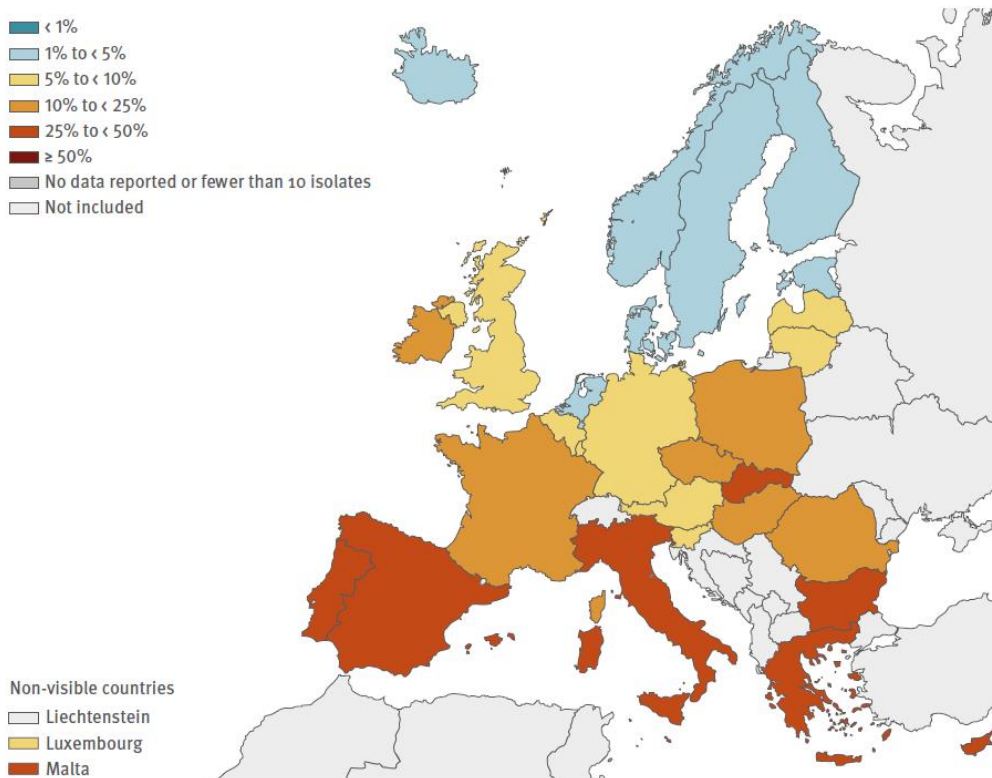 < 1%
1% to < 5%
5% to < 10%
10% to < 25%
25% to < 50%
≥ 50%
No data reported or fewer than 10 isolates
Not included
Non-visible countries
Liechtenstein
Luxembourg
Malta